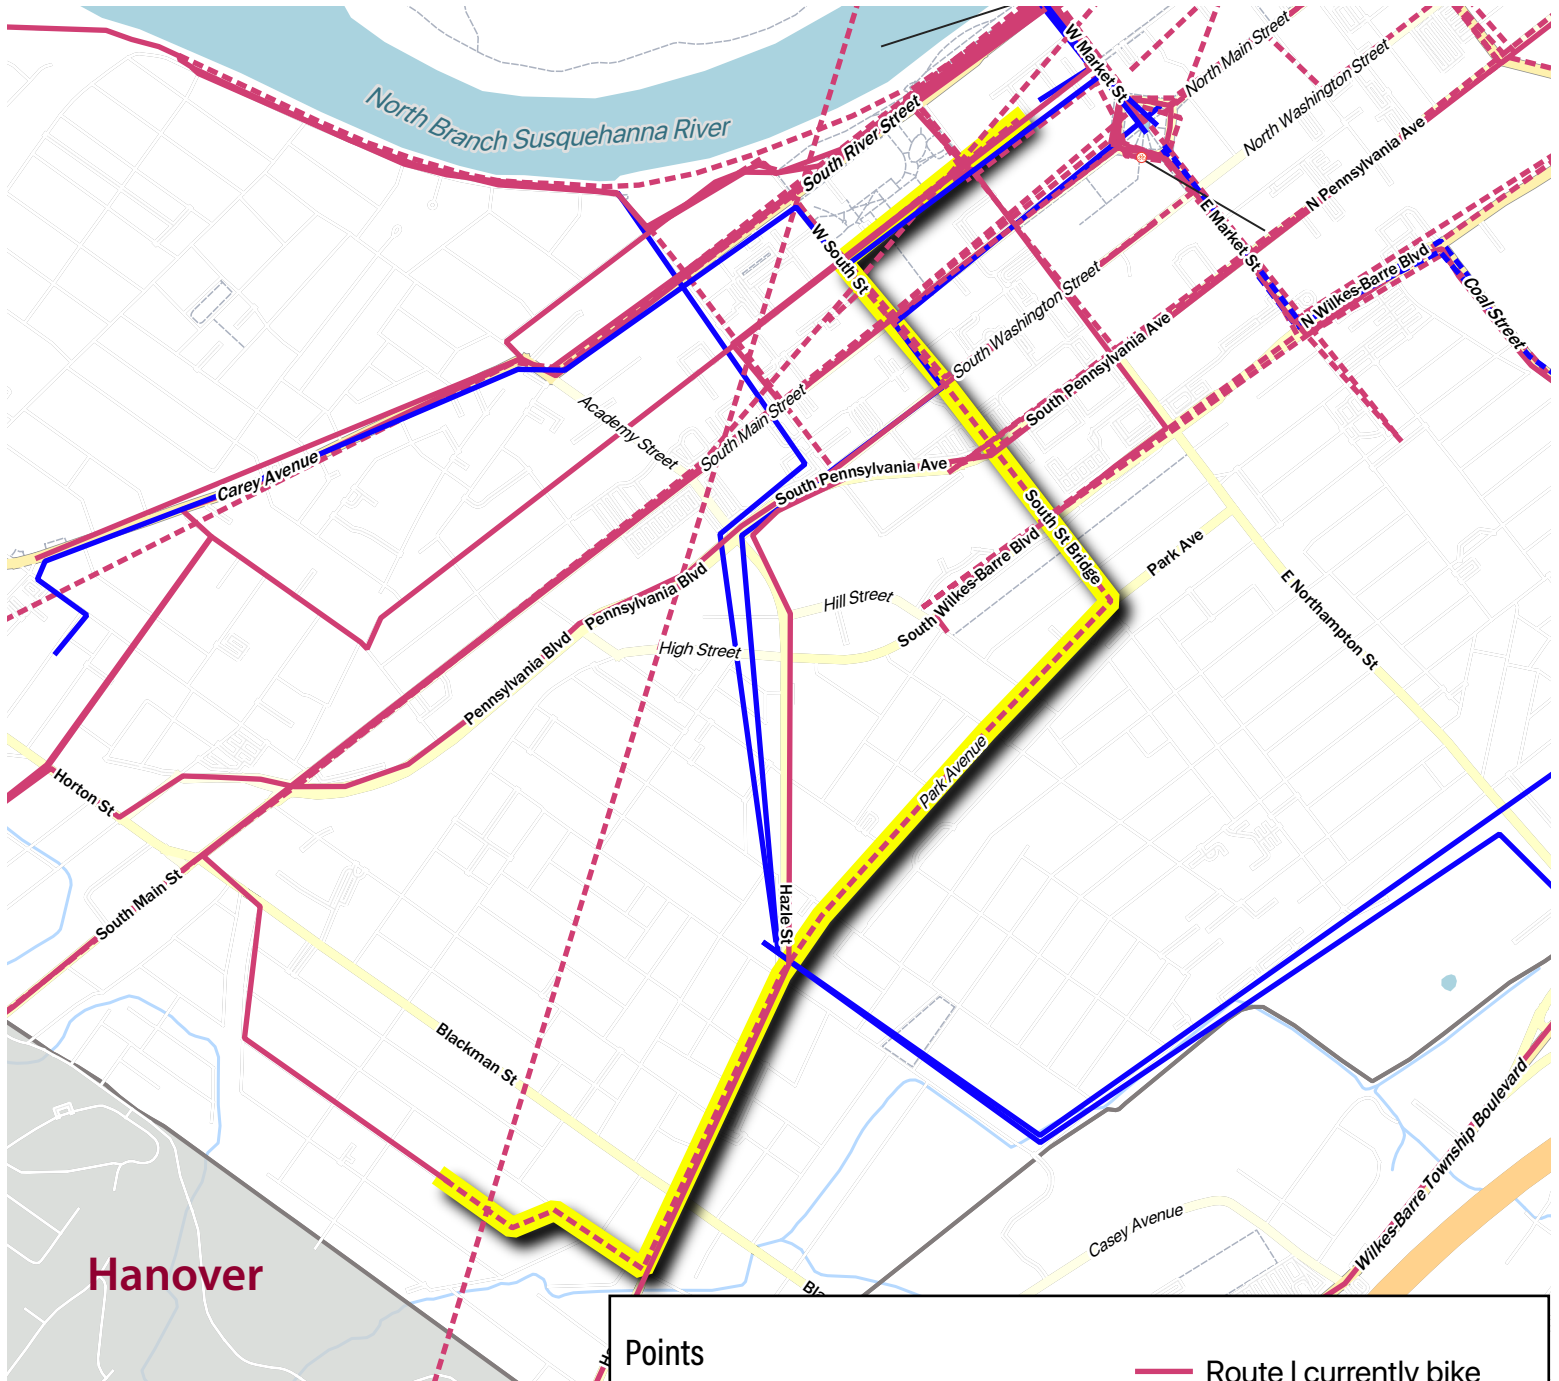 W Market St
North Main Street
North Washington Street
North Branch Susquehanna River
South River Street
N Pennsylvania Ave
W South St
E Market St
N Wilkes-Barre Blvd
Coal Street
South Washington Street
South Pennsylvania Ave
Academy Street
South Main Street
Carey Avenue
South Pennsylvania Ave
South St Bridge
Park Ave
South Wilkes-Barre Blvd
Hill Street
E Northampton St
Pennsylvania Blvd
High Street
Pennsylvania Blvd
Park Avenue
Horton St
South Main St
Hazle St
Blackman St
Wilkes-Barre Township Boulevard
Casey Avenue
Hanover
Bla
H
Points
Route I currently bike